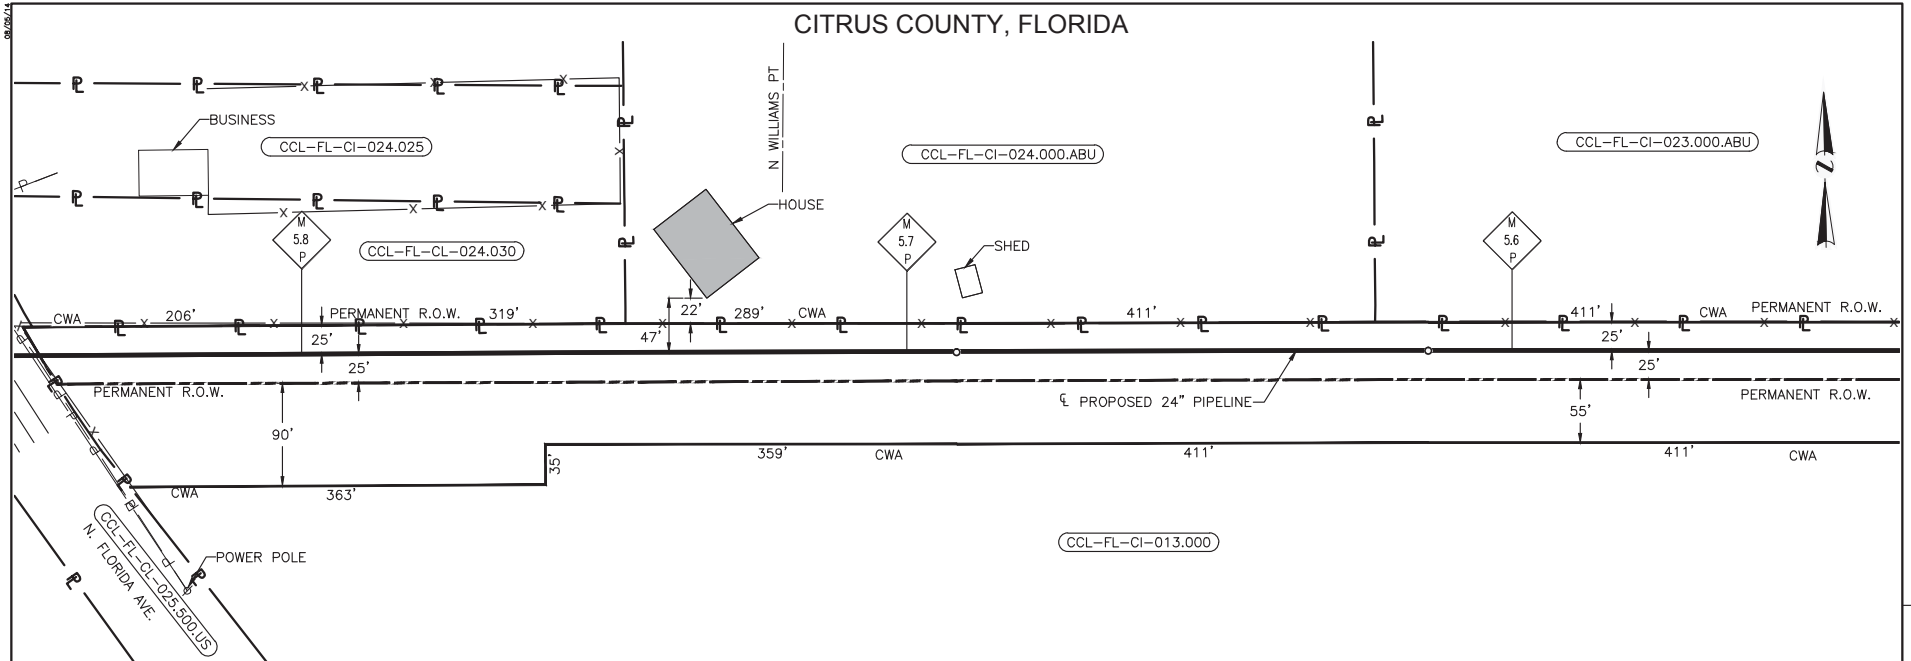 08/05/14
CITRUS COUNTY, FLORIDA
BUSINESS
CCL-FL-CI-024.025
N WILLIAMS PT
CCL-FL-CI-024.000.ABU
CCL-FL-CI-023.000.ABU
HOUSE
M
5.8
P
M
5.7
P
M
5.6
P
CCL-FL-CL-024.030
SHED
CWA
206'
PERMANENT R.O.W.
319'
22'
289'
CWA
411'
411'
CWA
PERMANENT R.O.W.
25'
47'
25'
25'
25'
PERMANENT R.O.W.
℄ PROPOSED 24" PIPELINE
PERMANENT R.O.W.
90'
55'
35'
359'
CWA
411'
411'
CWA
CWA
363'
CCL-FL-CL-025.500.US
N. FLORIDA AVE.
POWER POLE
CCL-FL-CI-013.000